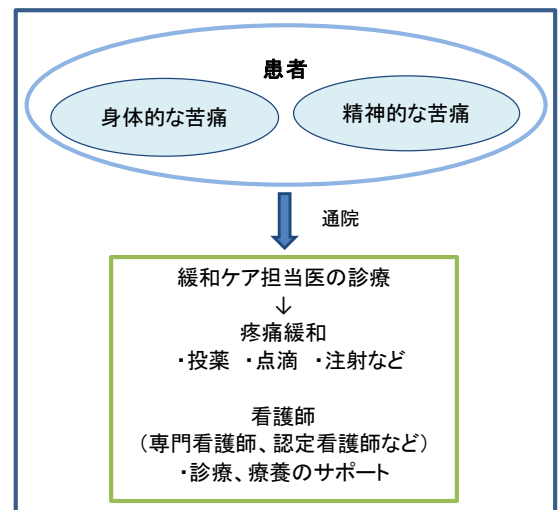 患者
身体的な苦痛 精神的な苦痛
通院
緩和ケア担当医の診療
↓
疼痛緩和
・投薬 ・点滴 ・注射など
看護師
（専門看護師、認定看護師など）
・診療、療養のサポート